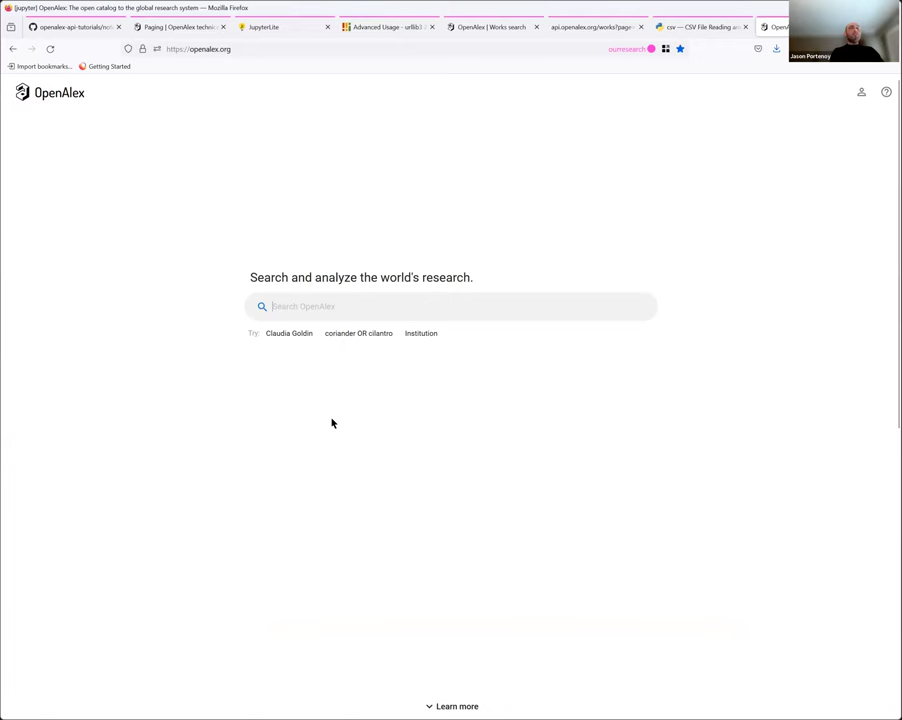 [jupyter] OpenAlex: The open catalog to the global research system — Mozilla Firefox
openalex-api-tutorials/not
Paging | OpenAlex technic
JupyterLite
Advanced Usage - urllib3 2
OpenAlex | Works search
api.openalex.org/works?page=
csv — CSV File Reading an
OpenA
https://openalex.org
ourresearch
Jason Portenoy
Import bookmarks...
Getting Started
OpenAlex
Search and analyze the world's research.
Search OpenAlex
Try: Claudia Goldin coriander OR cilantro Institution
Learn more